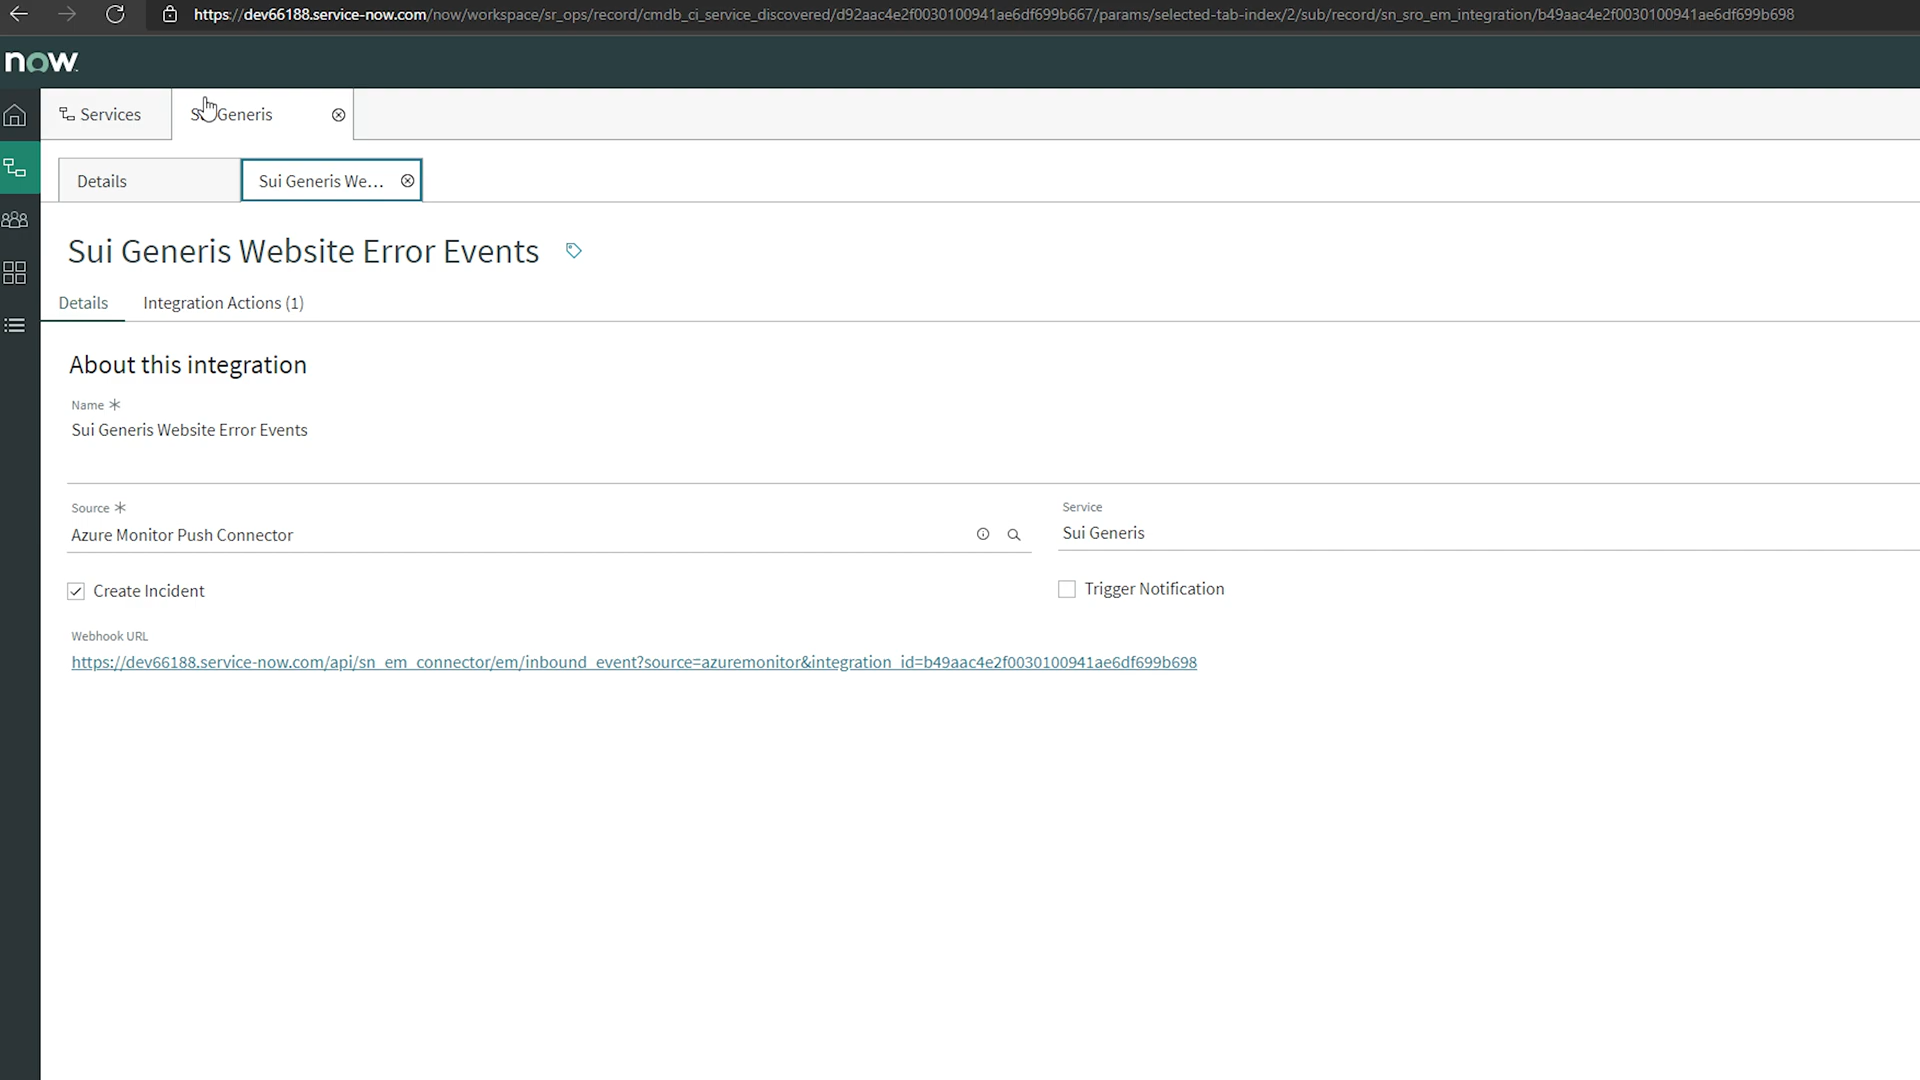 https://dev66188.service-now.com/now/workspace/sr_ops/record/cmdb_ci_service_discovered/d92aac4e2f0030100941ae6df699b667/params/selected-tab-index/2/sub/record/sn_sro_em_integration/b49aac4e2f0030100941ae6df699b698
now
Services
Generis
Details
Sui Generis We...
Sui Generis Website Error Events
Details
Integration Actions (1)
About this integration
Name *
Sui Generis Website Error Events
Source *
Azure Monitor Push Connector
Service
Sui Generis
Create Incident
Trigger Notification
Webhook URL
https://dev66188.service-now.com/api/sn_em_connector/em/inbound_event?source=azuremonitor&integration_id=b49aac4e2f0030100941ae6df699b698